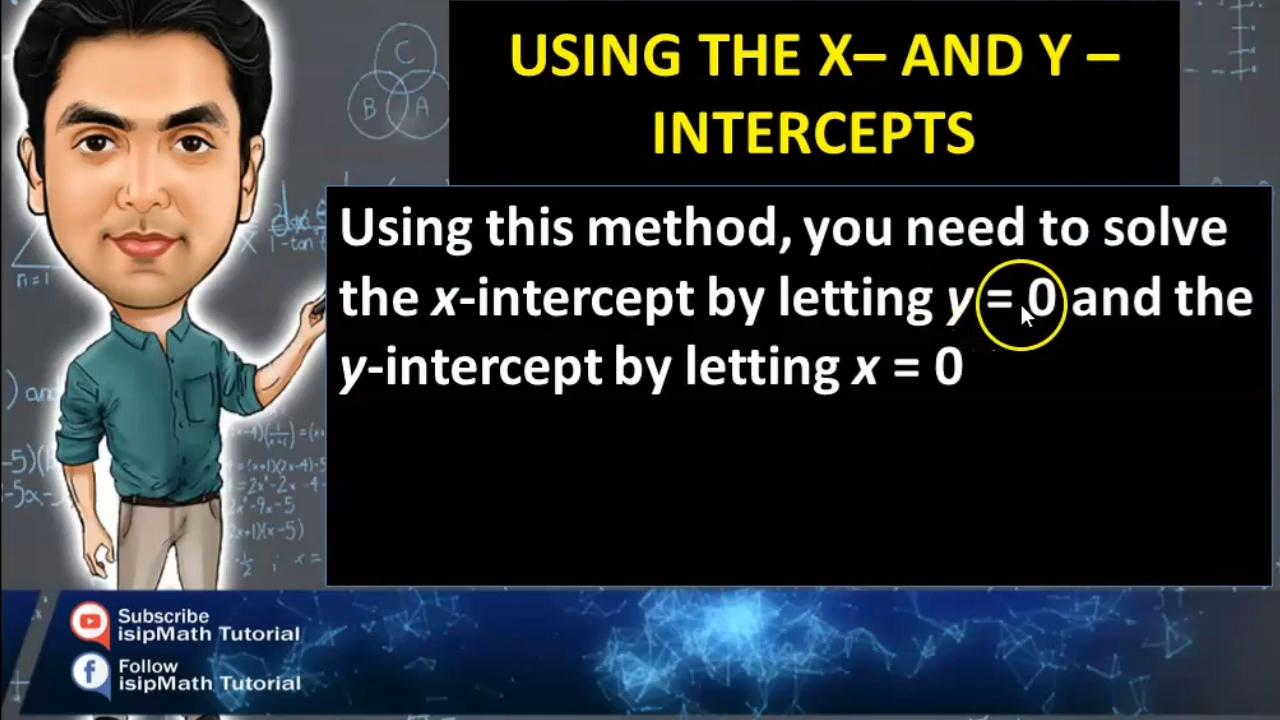 USING THE X– AND Y –
INTERCEPTS
Using this method, you need to solve
the x-intercept by letting y = 0 and the
y-intercept by letting x = 0
C
B
A
n=1
Subscribe
isipMath Tutorial
Follow
isipMath Tutorial